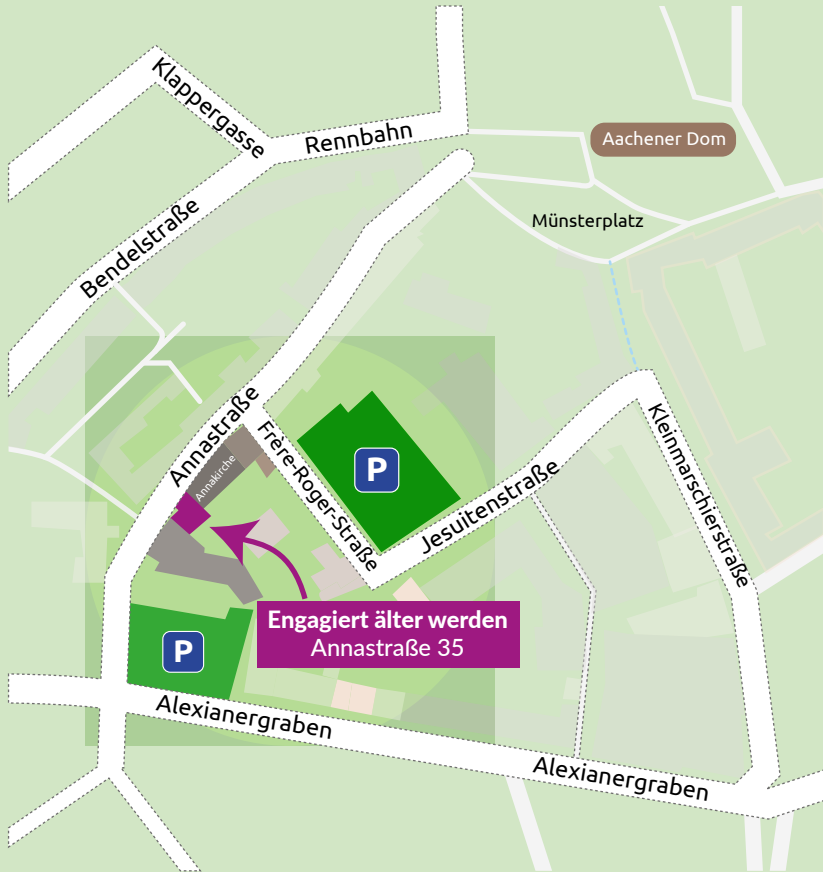 Klappergasse
Rennbahn
Aachener Dom
Bendelstraße
Münsterplatz
Annastraße
Annakirche
Frère-Roger-Straße
P
Jesuitenstraße
Kleinmarschierstraße
Engagiert älter werden
Annastraße 35
P
Alexianergraben
Alexianergraben